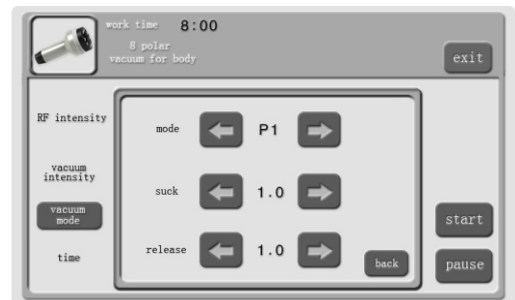 work time 8:00
8 polar
vacuum for body
exit
RF intensity
vacuum
intensity
vacuum
mode
time
mode P1
suck 1.0
release 1.0
back
start
pause